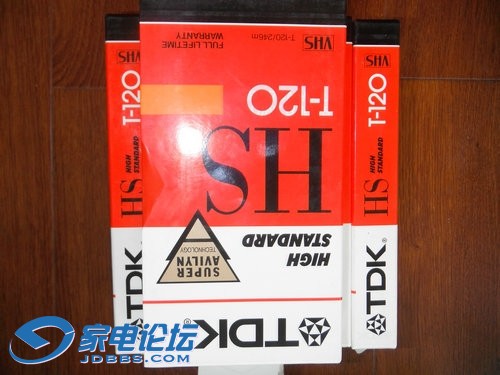 TDK
HIGH
STANDARD
SUPER
AVILYN
TECHNOLOGY
HS
T-120
VHS
T-120/246m
FULL LIFETIME
WARRANTY
VHS
T-120
HS
HIGH
STANDARD
TDK
VHS
T-120
HS
HIGH
STANDARD
TDK
家电论坛
JDBBS.COM